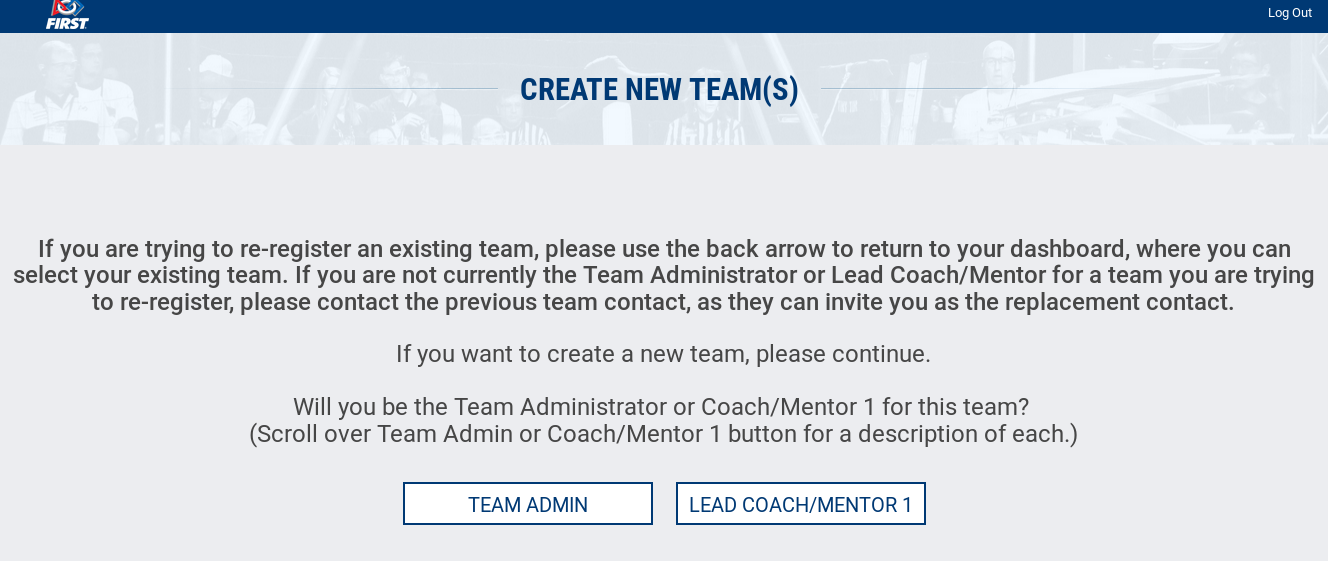 FIRST
Log Out
CREATE NEW TEAM(S)
If you are trying to re-register an existing team, please use the back arrow to return to your dashboard, where you can
select your existing team. If you are not currently the Team Administrator or Lead Coach/Mentor for a team you are trying
to re-register, please contact the previous team contact, as they can invite you as the replacement contact.
If you want to create a new team, please continue.
Will you be the Team Administrator or Coach/Mentor 1 for this team?
(Scroll over Team Admin or Coach/Mentor 1 button for a description of each.)
TEAM ADMIN
LEAD COACH/MENTOR 1